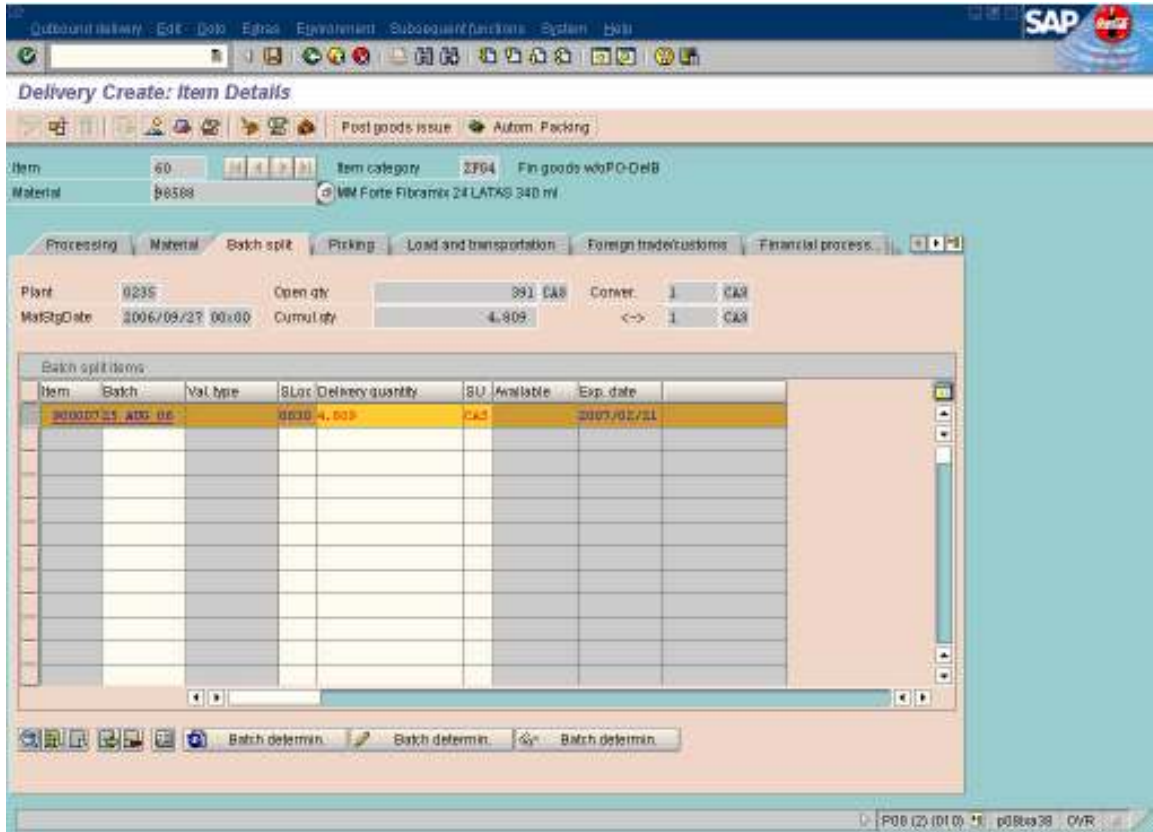 Outbound delivery Edit Goto Extras Environment Subsequent functions System Help
SAP
Delivery Create: Item Details
Post goods issue Autom. Packing
Item 60 Item category ZFG4 Fin goods w/oPO-DelB
Material 98588 MM Forte Fibramix 24 LATAS 340 ml
Processing Material Batch split Picking Load and transportation Foreign trade/customs Financial process..
Plant 0235 Open qty 391 CAS Conver. 1 CAS
MatStgDate 2006/09/27 00:00 Cumul.qty 4.809 <-> 1 CAS
Batch split items
Item Batch Val. type SLoc Delivery quantity SU Available Exp. date
25 AUG 06 0030 4.809 CAS 2007/02/21
Batch determin. Batch determin. Batch determin.
P08 (2) (010) OVR